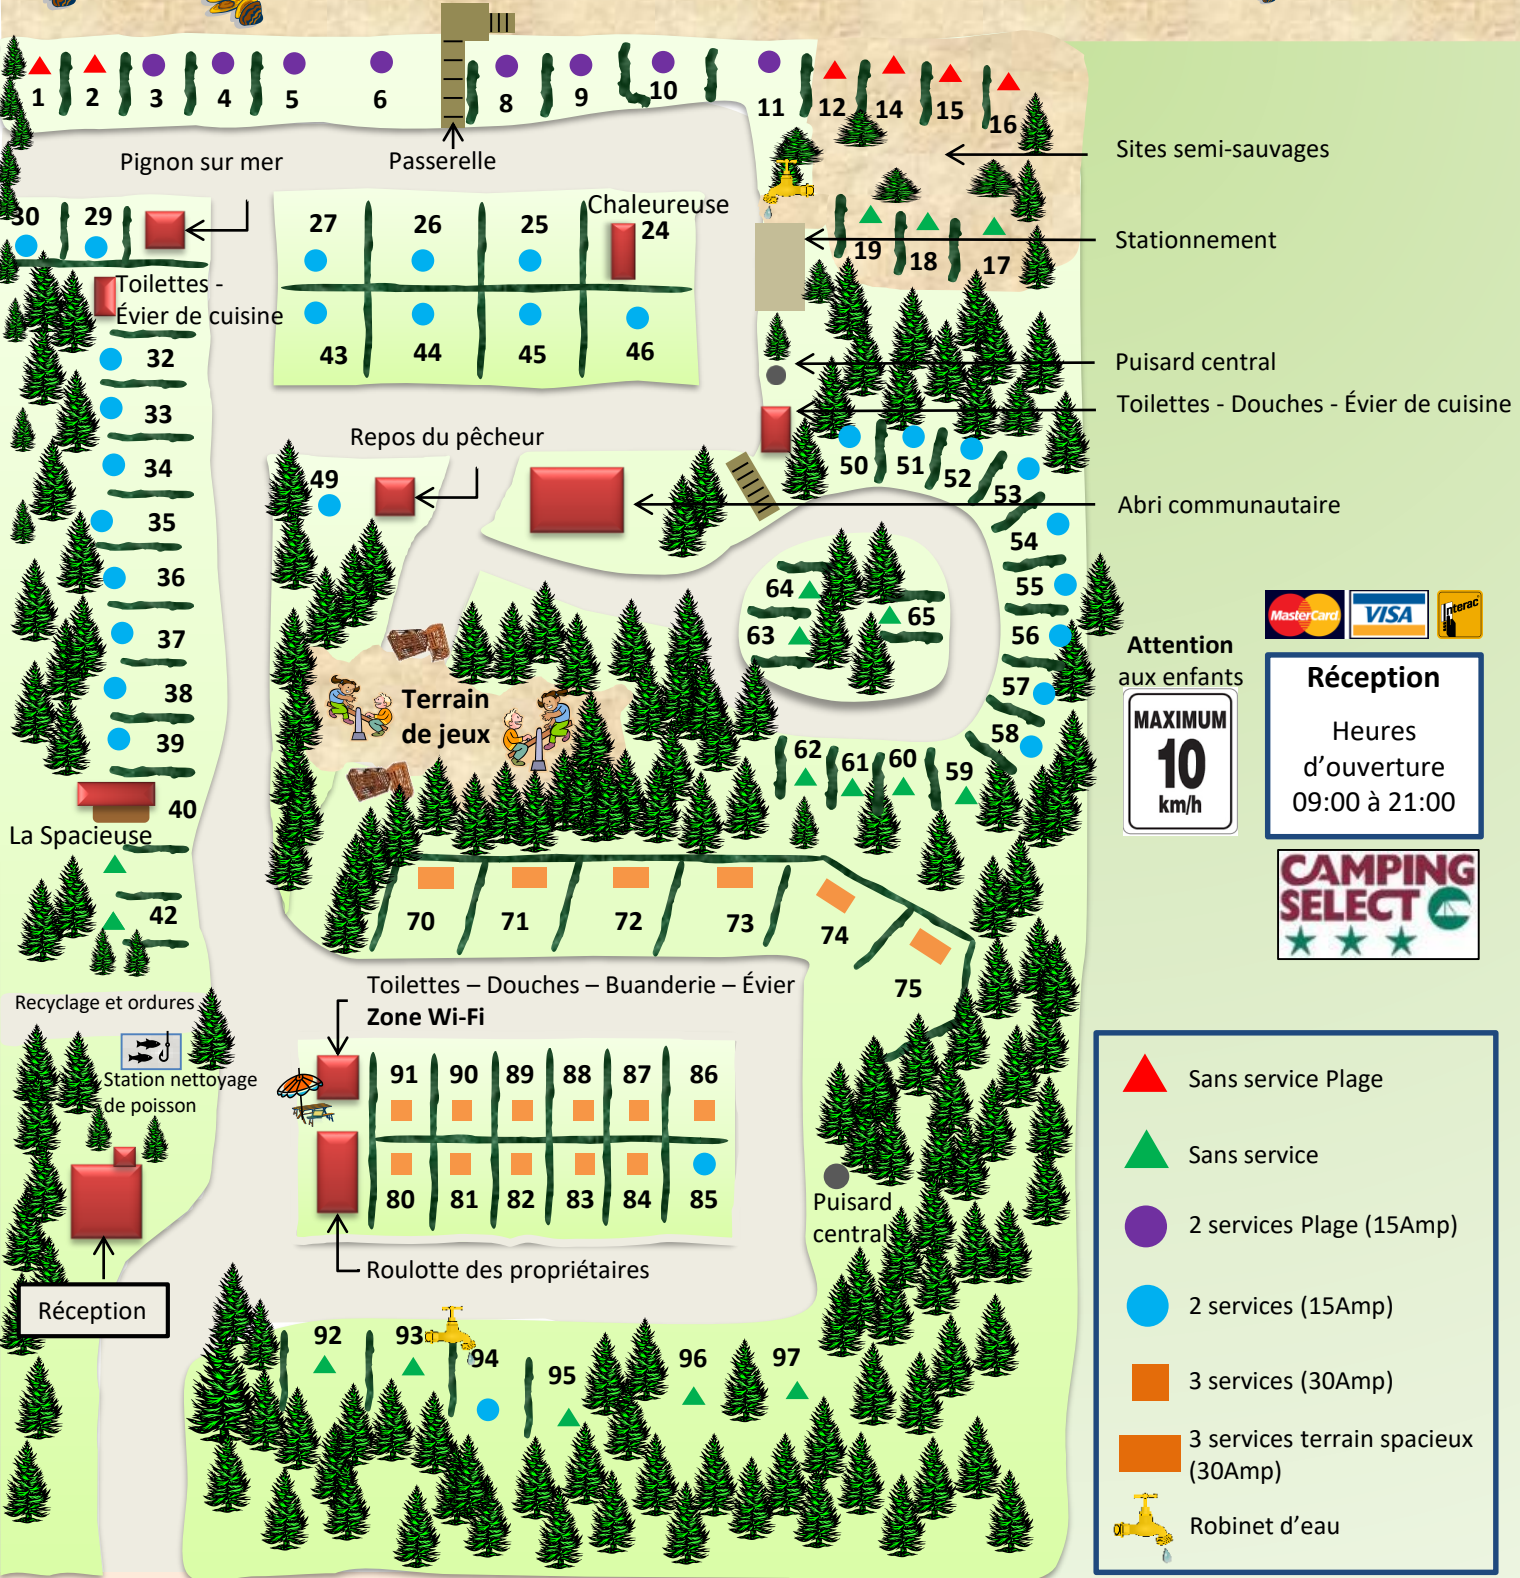 1 2 3 4 5 6 8 9 10 11 12 14 15 16
Pignon sur mer
Passerelle
Sites semi-sauvages
30 29
27 26 25
Chaleureuse
24
19 18 17
Stationnement
Toilettes -
Évier de cuisine
43 44 45 46
32
33
34
35
36
37
38
39
40
La Spacieuse
42
Puisard central
Toilettes - Douches - Évier de cuisine
Repos du pêcheur
49
50 51 52 53
54
55
56
57
58
Abri communautaire
64
65
63
62 61 60 59
Terrain
de jeux
Attention
aux enfants
MAXIMUM
10
km/h
MasterCard
VISA
Interac
Réception
Heures
d’ouverture
09:00 à 21:00
CAMPING
SELECT
70 71 72 73 74
75
Recyclage et ordures
Station nettoyage
de poisson
Toilettes – Douches – Buanderie – Évier
Zone Wi-Fi
91 90 89 88 87 86
80 81 82 83 84 85
Puisard
central
Roulotte des propriétaires
Réception
92 93 94 95 96 97
Sans service Plage
Sans service
2 services Plage (15Amp)
2 services (15Amp)
3 services (30Amp)
3 services terrain spacieux
(30Amp)
Robinet d’eau